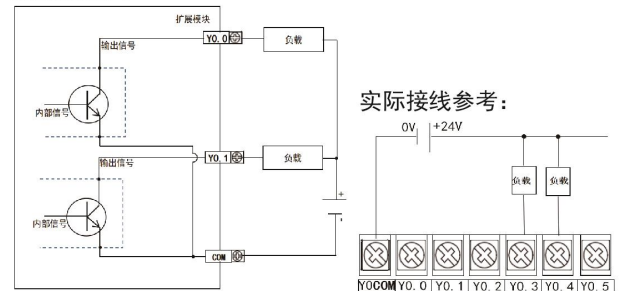 扩展模块
Y0.0
负载
输出信号
内部信号
Y0.1
负载
输出信号
内部信号
COM
+
-
实际接线参考：
0V
+24V
负载
负载
Y0COM
Y0.0
Y0.1
Y0.2
Y0.3
Y0.4
Y0.5